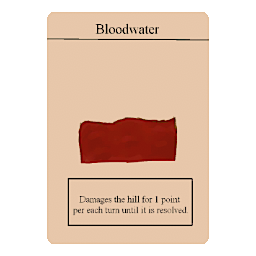 Bloodwater
Damages the hill for 1 point
per each turn until it is resolved.